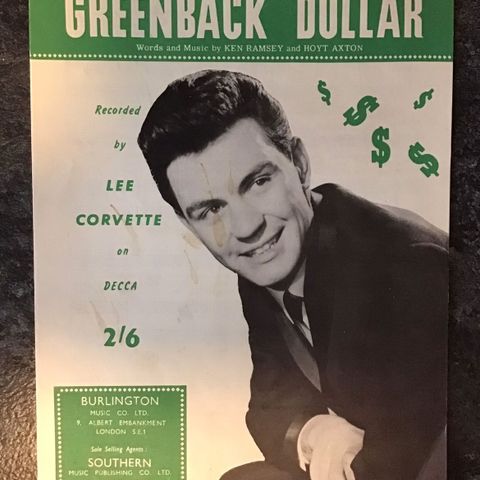 GREENBACK DOLLAR
Words and Music by KEN RAMSEY and HOYT AXTON
Recorded
by
LEE
CORVETTE
on
DECCA
2/6
$
$
$
$
$
BURLINGTON
MUSIC CO. LTD.
9, ALBERT EMBANKMENT
LONDON S.E.1
Sole Selling Agents:
SOUTHERN
MUSIC PUBLISHING CO. LTD.